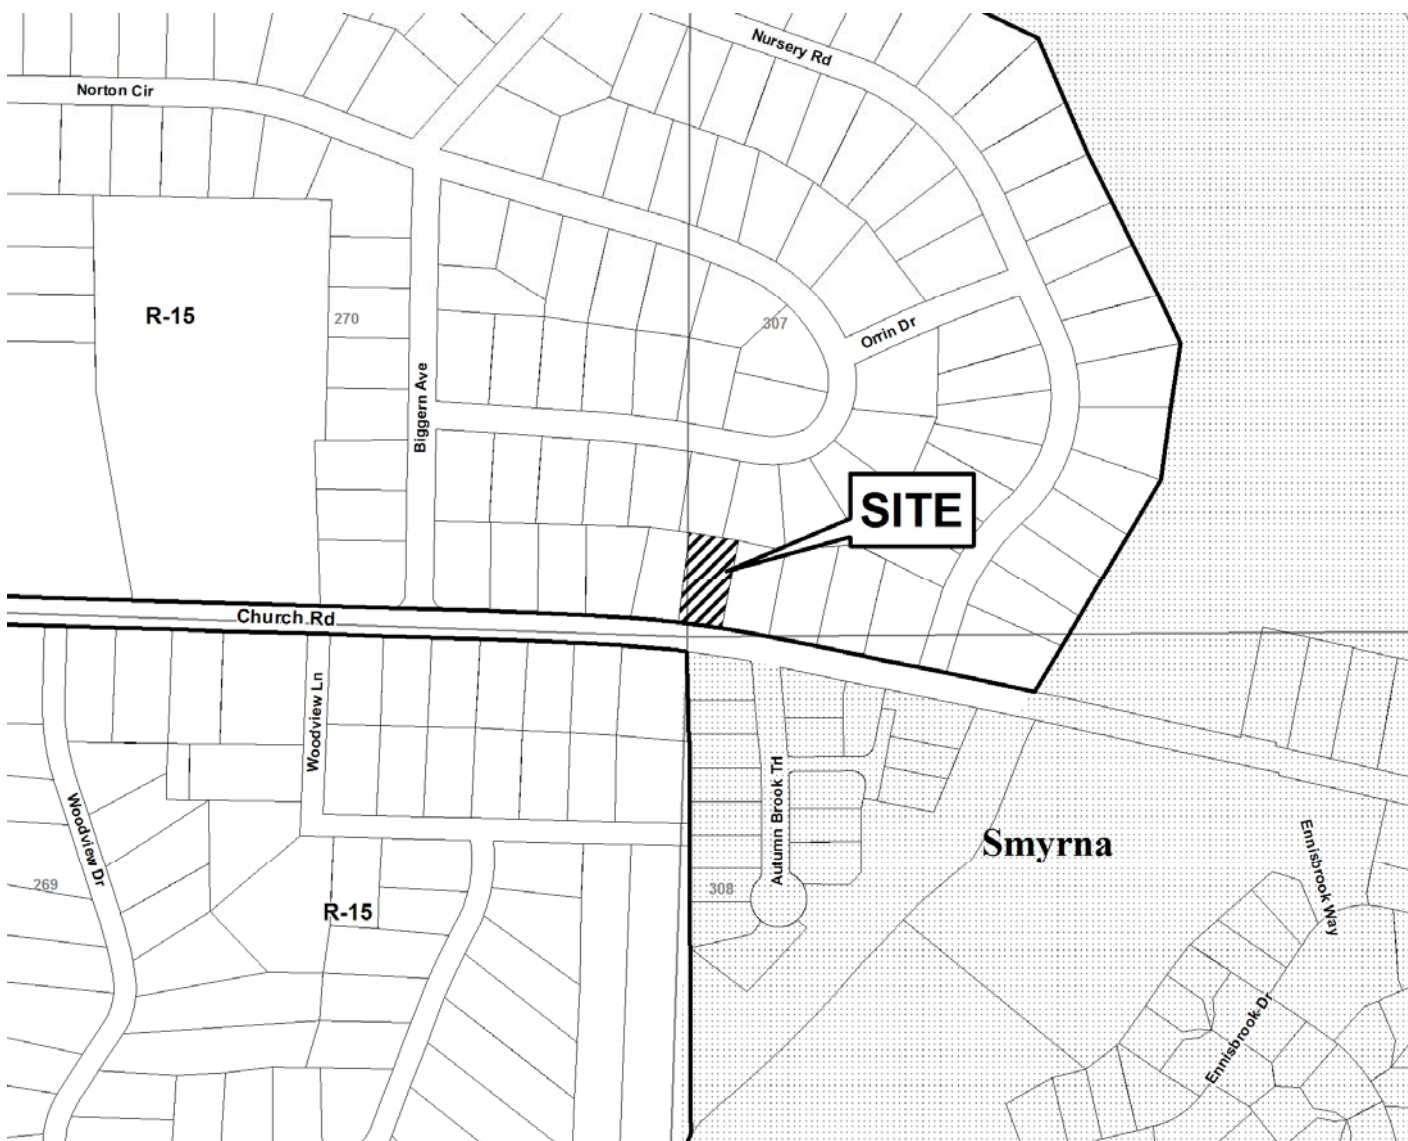 Nursery Rd
Norton Cir
R-15
270
307
Orrin Dr
Biggern Ave
SITE
Church Rd
Woodview Ln
Woodview Dr
Autumn Brook Trl
Smyrna
Ennisbrook Way
269
308
R-15
Ennisbrook Dr